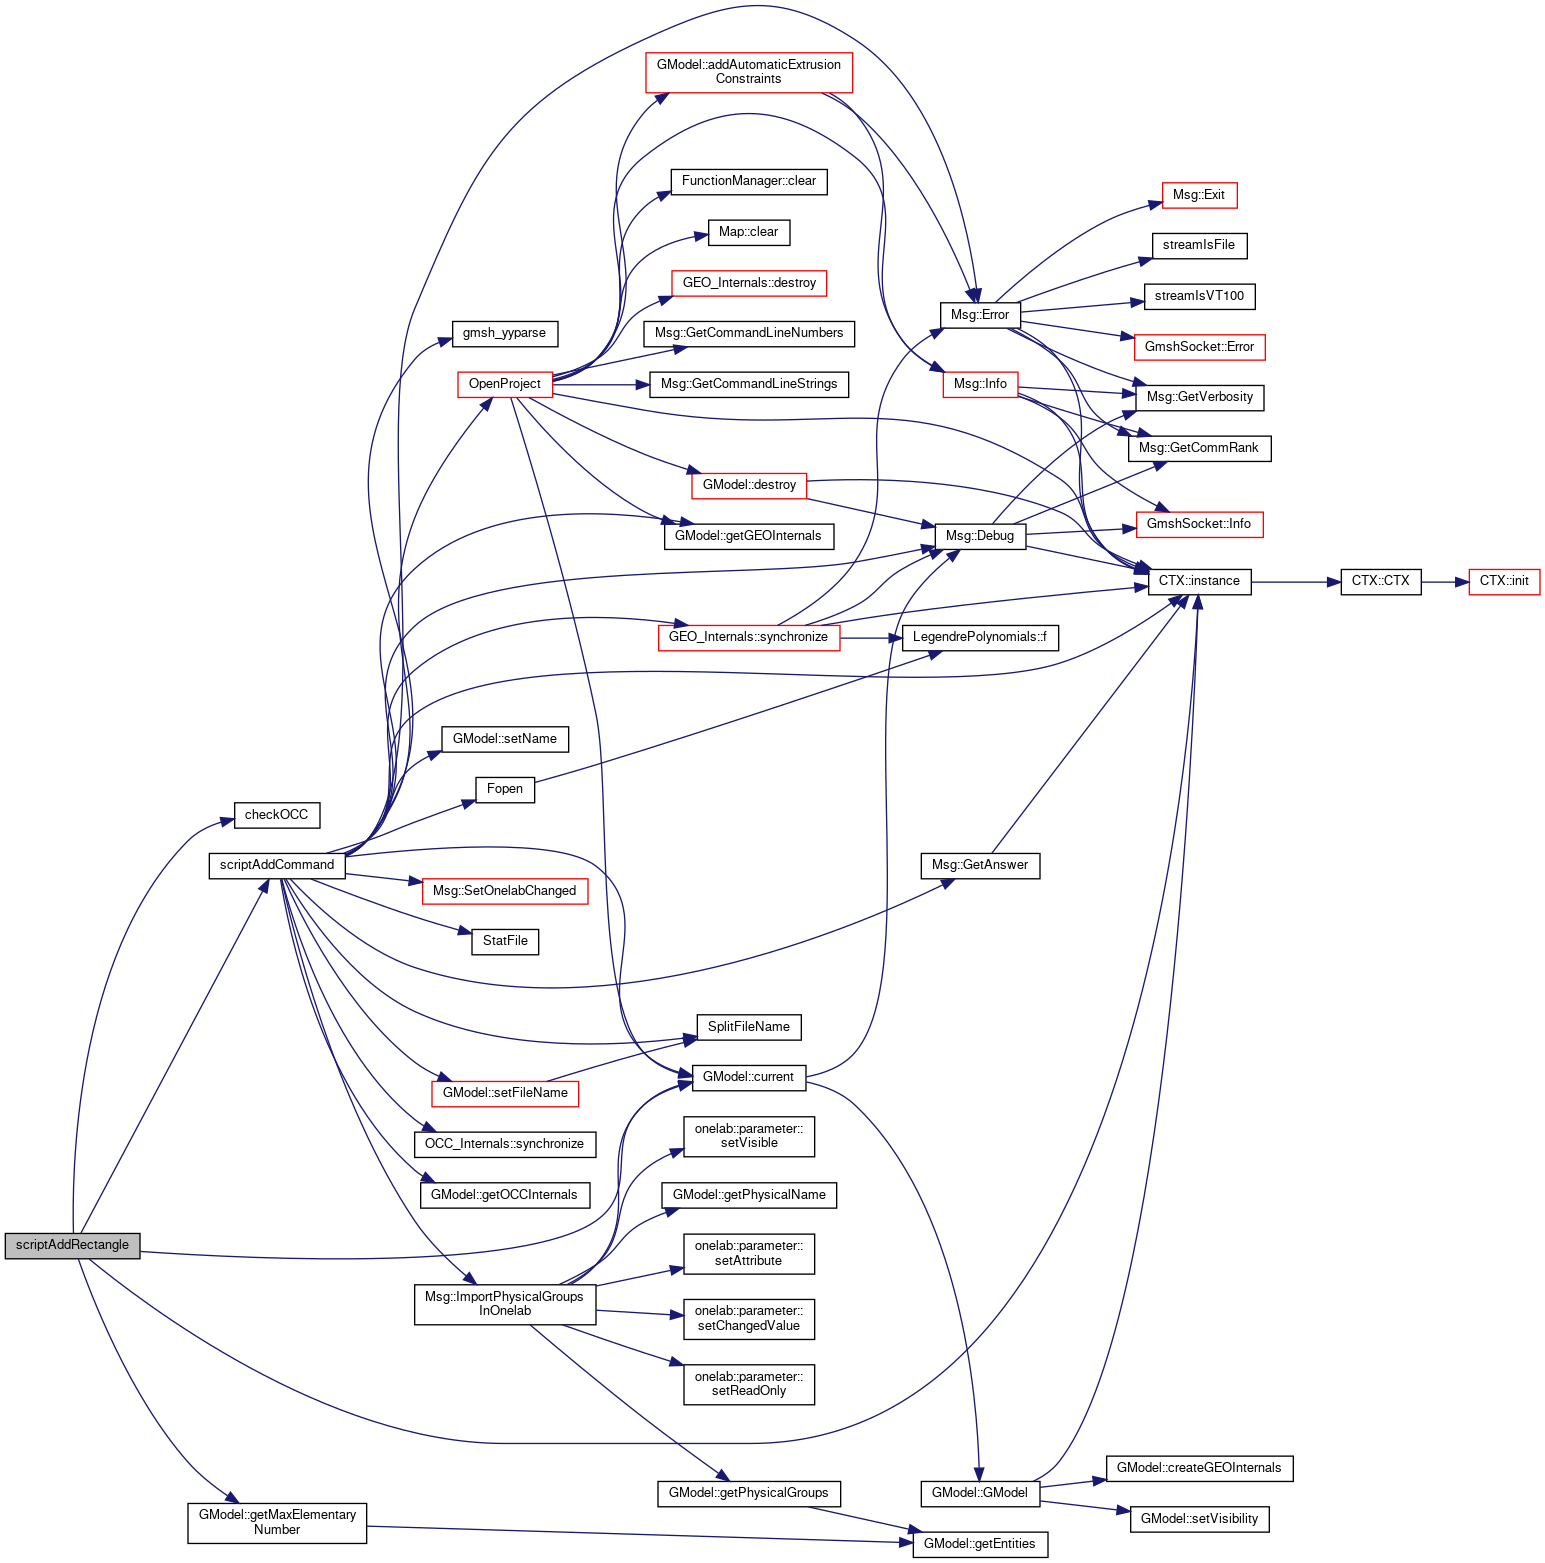 GModel::addAutomaticExtrusion
Constraints
FunctionManager::clear
Msg::Exit
Map::clear
streamIsFile
GEO_Internals::destroy
streamIsVT100
Msg::Error
gmsh_yyparse
Msg::GetCommandLineNumbers
GmshSocket::Error
OpenProject
Msg::GetCommandLineStrings
Msg::Info
Msg::GetVerbosity
Msg::GetCommRank
GModel::destroy
GModel::getGEOInternals
Msg::Debug
GmshSocket::Info
CTX::instance
CTX::CTX
CTX::init
GEO_Internals::synchronize
LegendrePolynomials::f
GModel::setName
Fopen
checkOCC
scriptAddCommand
Msg::GetAnswer
Msg::SetOnelabChanged
StatFile
SplitFileName
GModel::setFileName
GModel::current
OCC_Internals::synchronize
onelab::parameter::
setVisible
GModel::getOCCInternals
GModel::getPhysicalName
scriptAddRectangle
onelab::parameter::
setAttribute
Msg::ImportPhysicalGroups
InOnelab
onelab::parameter::
setChangedValue
onelab::parameter::
setReadOnly
GModel::createGEOInternals
GModel::getPhysicalGroups
GModel::GModel
GModel::setVisibility
GModel::getMaxElementary
Number
GModel::getEntities